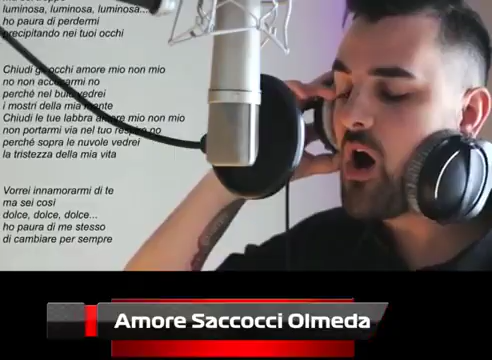 luminosa, luminosa, luminosa...
ho paura di perdermi
precipitando nei tuoi occhi
Chiudi gli occhi amore mio non mio
no non accusarmi no
perché nel buio vedrei
i mostri della mia mente
Chiudi le tue labbra amore mio non mio
non portarmi via nel tuo respiro no
perché sopra le nuvole vedrei
la tristezza della mia vita
Vorrei innamorarmi di te
ma sei così
dolce, dolce, dolce...
ho paura di me stesso
di cambiare per sempre
Amore Saccocci Olmeda